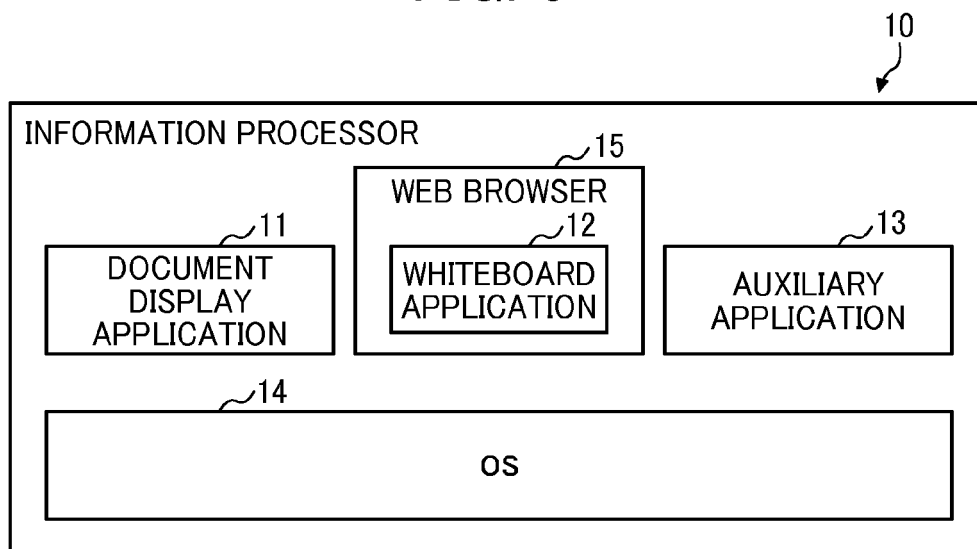 10
INFORMATION PROCESSOR
15
WEB BROWSER
11
DOCUMENT
DISPLAY
APPLICATION
12
WHITEBOARD
APPLICATION
13
AUXILIARY
APPLICATION
14
OS